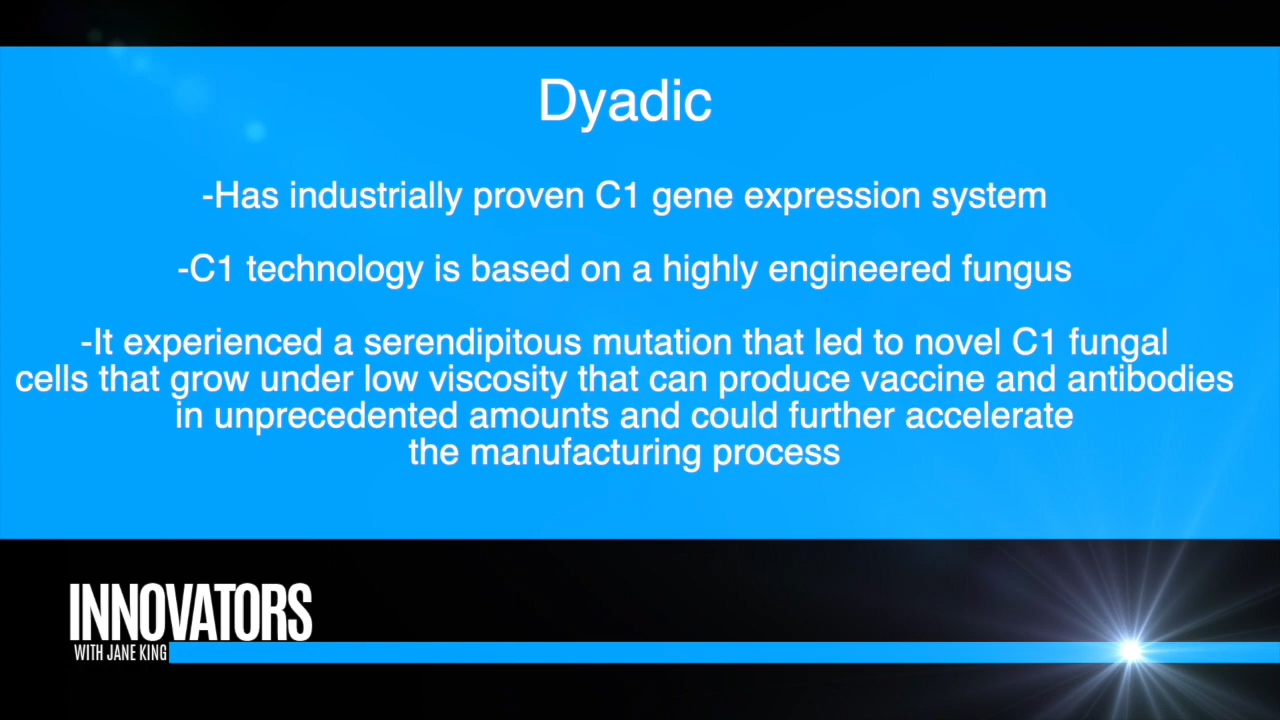 Dyadic
-Has industrially proven C1 gene expression system
-C1 technology is based on a highly engineered fungus
-It experienced a serendipitous mutation that led to novel C1 fungal
cells that grow under low viscosity that can produce vaccine and antibodies
in unprecedented amounts and could further accelerate
the manufacturing process
INNOVATORS
WITH JANE KING